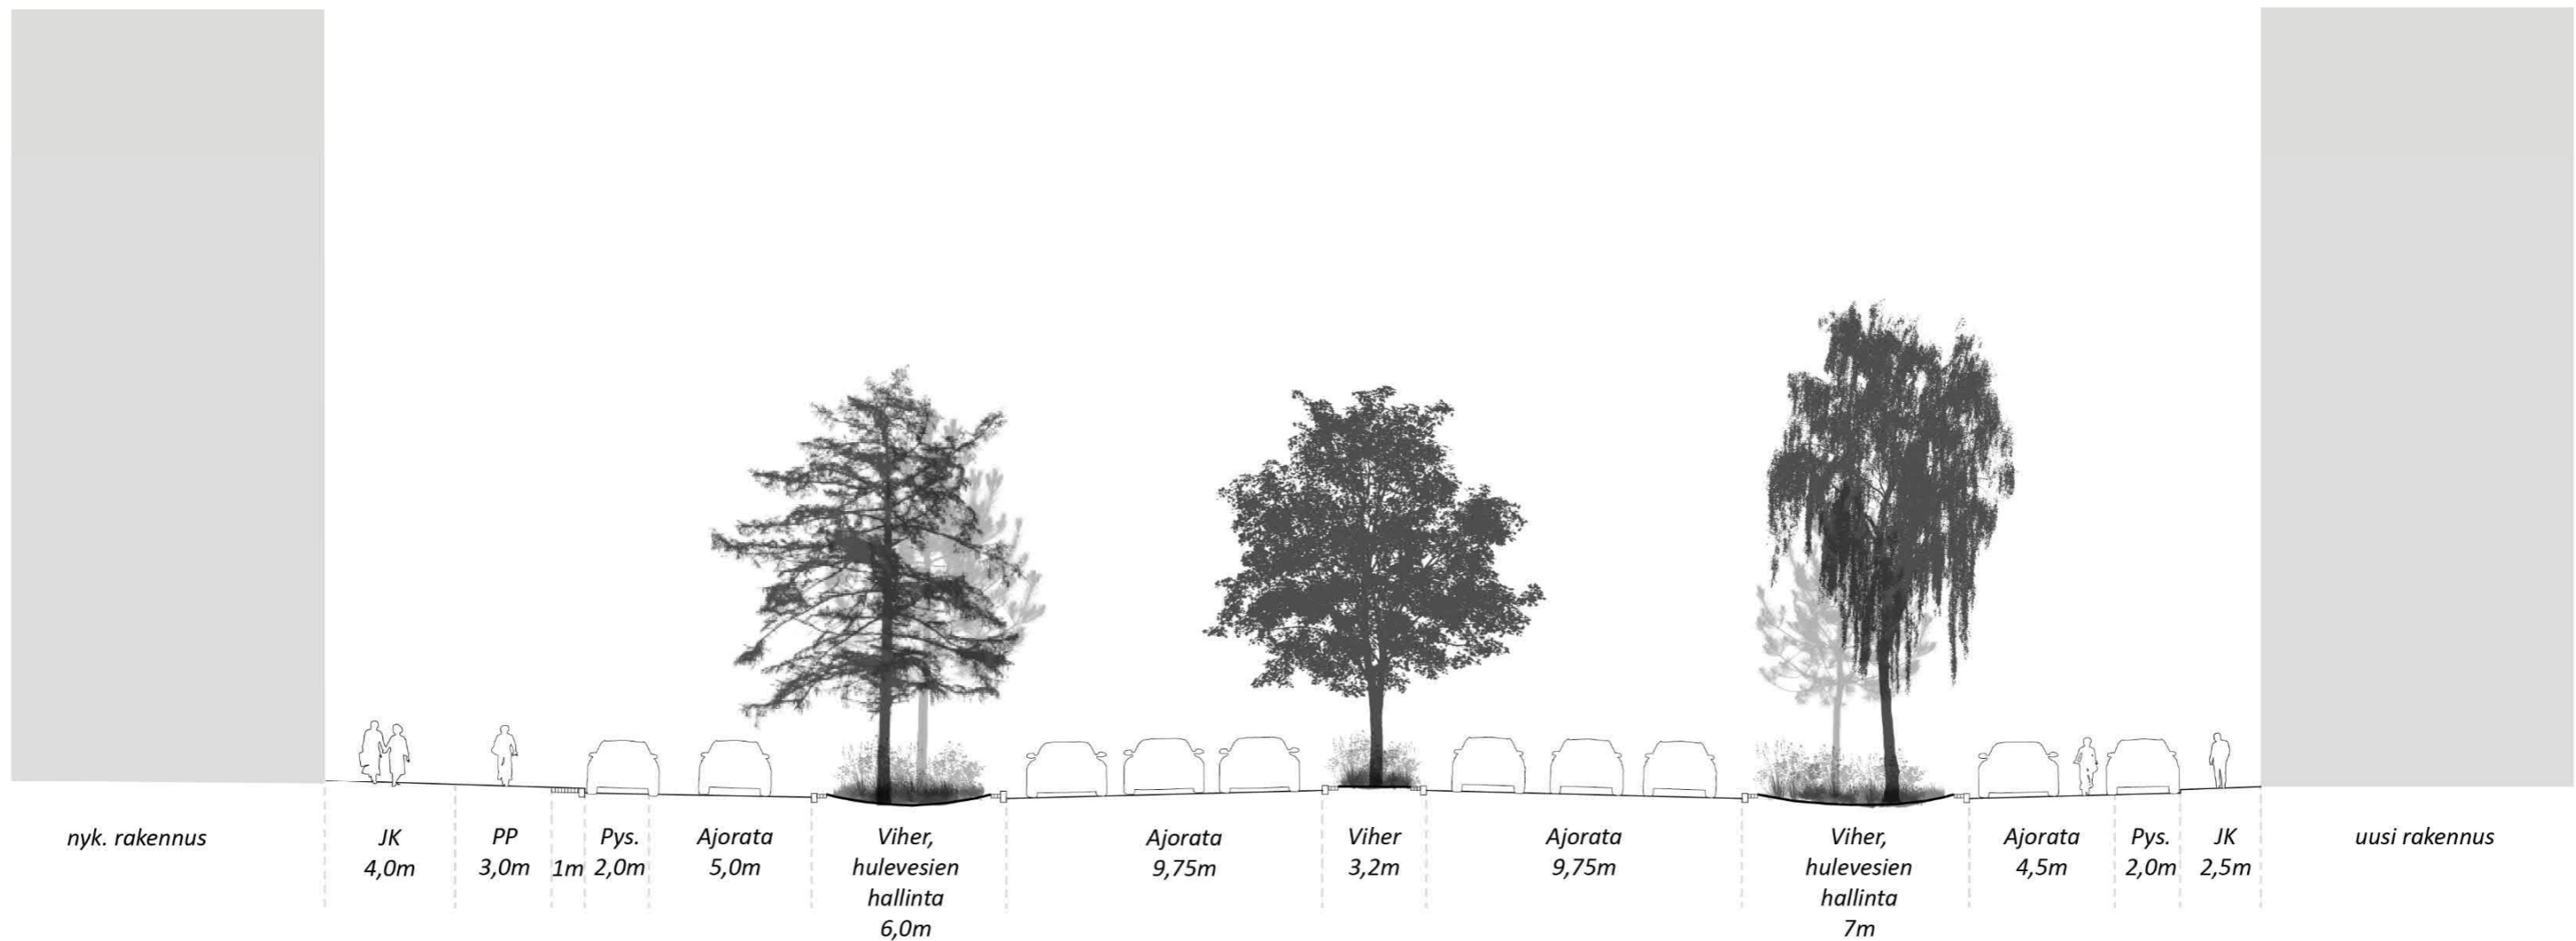 nyk. rakennus
JK
4,0m
PP
3,0m
1m
Pys.
2,0m
Ajorata
5,0m
Viher,
hulevesien
hallinta
6,0m
Ajorata
9,75m
Viher
3,2m
Ajorata
9,75m
Viher,
hulevesien
hallinta
7m
Ajorata
4,5m
Pys.
2,0m
JK
2,5m
uusi rakennus